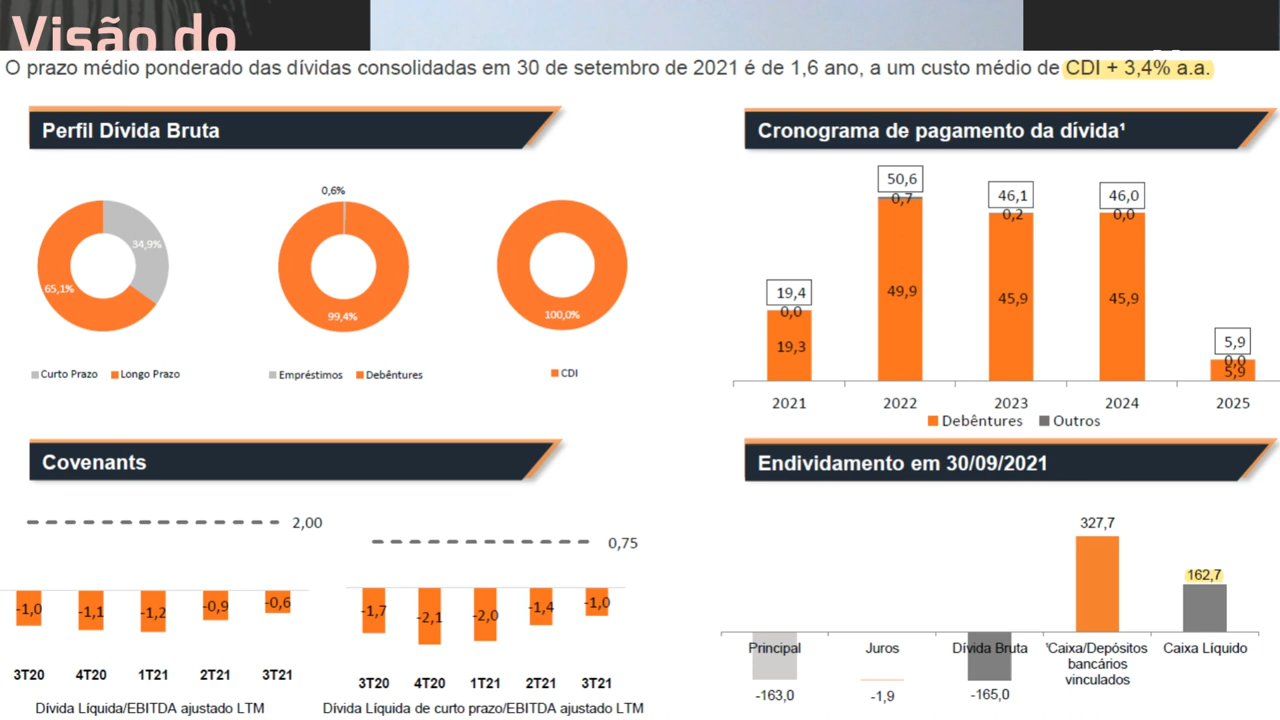 Visão do
O prazo médio ponderado das dívidas consolidadas em 30 de setembro de 2021 é de 1,6 ano, a um custo médio de CDI + 3,4% a.a.
Perfil Dívida Bruta
34,9%
65,1%
Curto Prazo Longo Prazo
0,6%
99,4%
Empréstimos Debêntures
100,0%
CDI
Cronograma de pagamento da dívida¹
19,4
0,0
19,3
50,6
0,7
49,9
46,1
0,2
45,9
46,0
0,0
45,9
5,9
0,0
5,9
2021 2022 2023 2024 2025
Debêntures Outros
Covenants
2,00
-1,0 -1,1 -1,2 -0,9 -0,6
3T20 4T20 1T21 2T21 3T21
Dívida Líquida/EBITDA ajustado LTM
0,75
-1,7 -2,1 -2,0 -1,4 -1,0
3T20 4T20 1T21 2T21 3T21
Dívida Líquida de curto prazo/EBITDA ajustado LTM
Endividamento em 30/09/2021
327,7
162,7
Principal Juros Dívida Bruta ¹Caixa/Depósitos Caixa Líquido
bancários
vinculados
-163,0 -1,9 -165,0